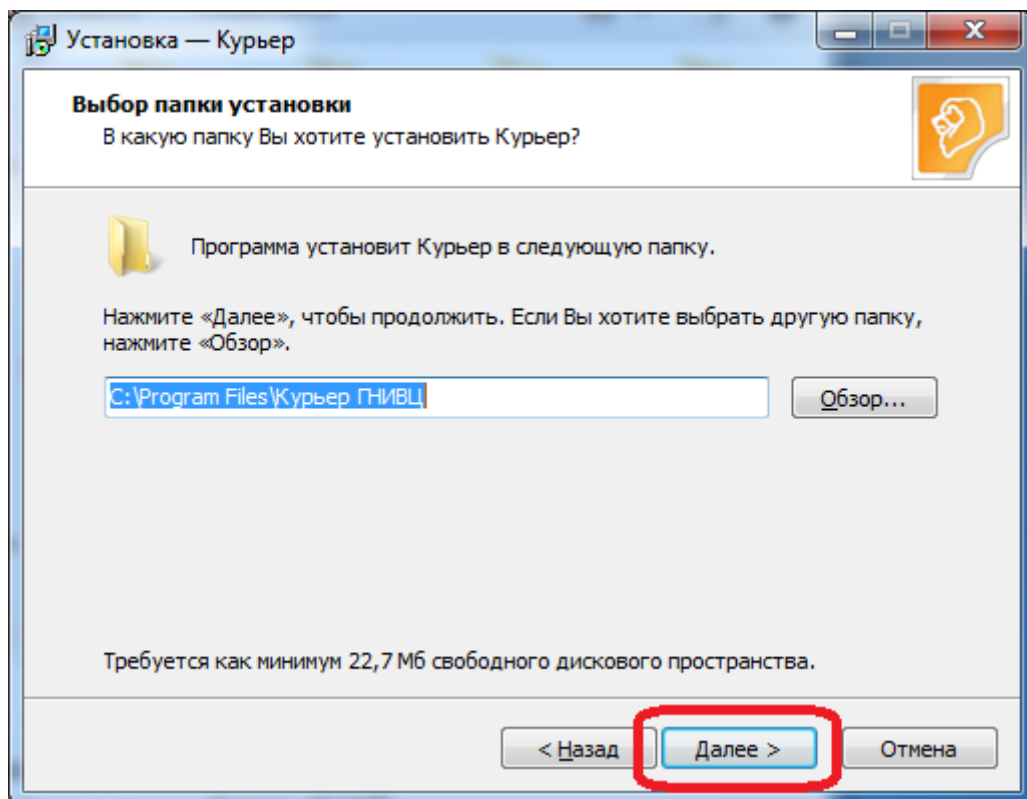 Установка — Курьер
Выбор папки установки
В какую папку Вы хотите установить Курьер?
Программа установит Курьер в следующую папку.
Нажмите «Далее», чтобы продолжить. Если Вы хотите выбрать другую папку,
нажмите «Обзор».
C:\Program Files\Курьер ГНИВЦ
Обзор...
Требуется как минимум 22,7 Мб свободного дискового пространства.
< Назад
Далее >
Отмена